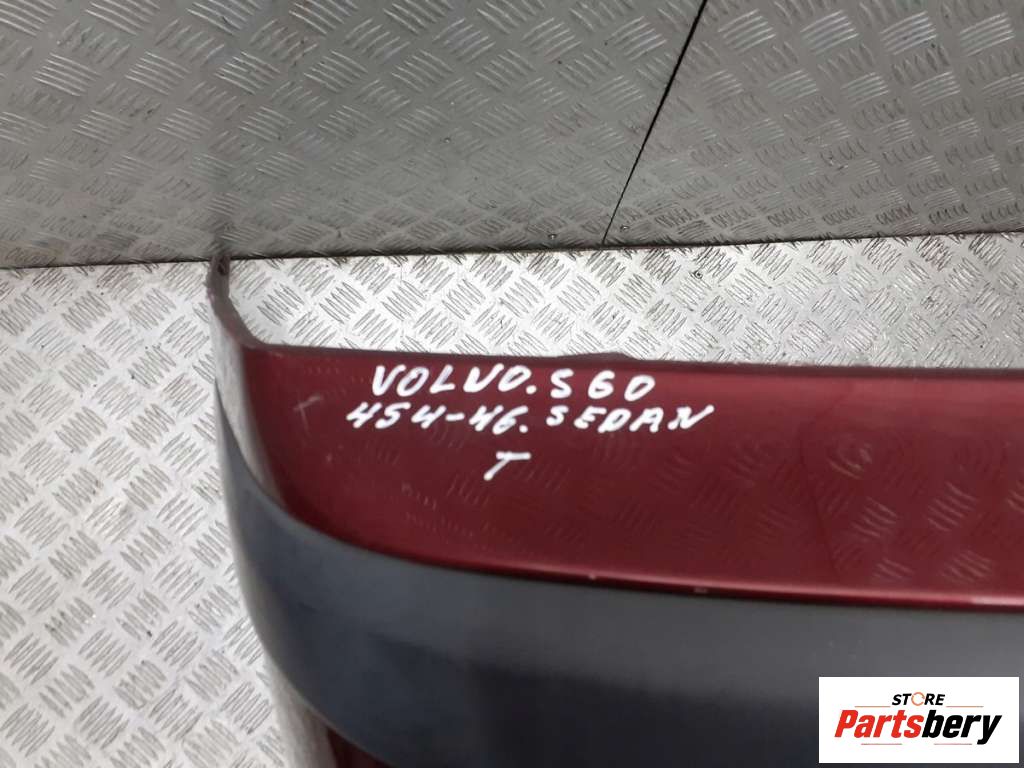 VOLVO. S60
454-46. SEDAN
T
STORE
Partsbery